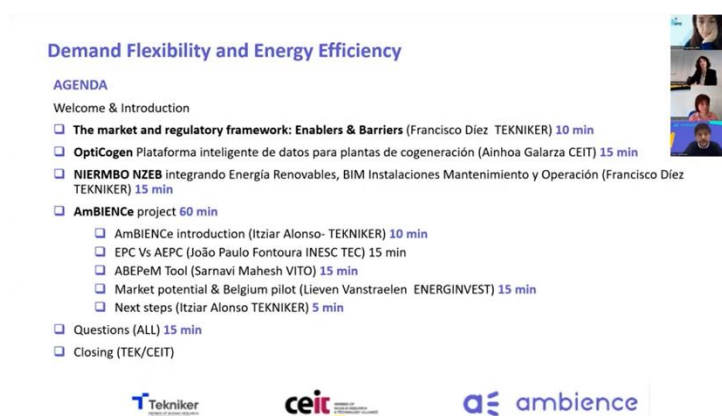 Demand Flexibility and Energy Efficiency
AGENDA
Welcome & Introduction
The market and regulatory framework: Enablers & Barriers (Francisco Díez TEKNIKER) 10 min
OptiCogen Plataforma inteligente de datos para plantas de cogeneración (Ainhoa Galarza CEIT) 15 min
NIERMBO NZEB integrando Energía Renovables, BIM Instalaciones Mantenimiento y Operación (Francisco Díez
TEKNIKER) 15 min
AmBIENCe project 60 min
AmBIENCe introduction (Itziar Alonso- TEKNIKER) 10 min
EPC Vs AEPC (João Paulo Fontoura INESC TEC) 15 min
ABEPeM Tool (Sarnavi Mahesh VITO) 15 min
Market potential & Belgium pilot (Lieven Vanstraelen ENERGINVEST) 15 min
Next steps (Itziar Alonso TEKNIKER) 5 min
Questions (ALL) 15 min
Closing (TEK/CEIT)
Tekniker
ceit
ambience